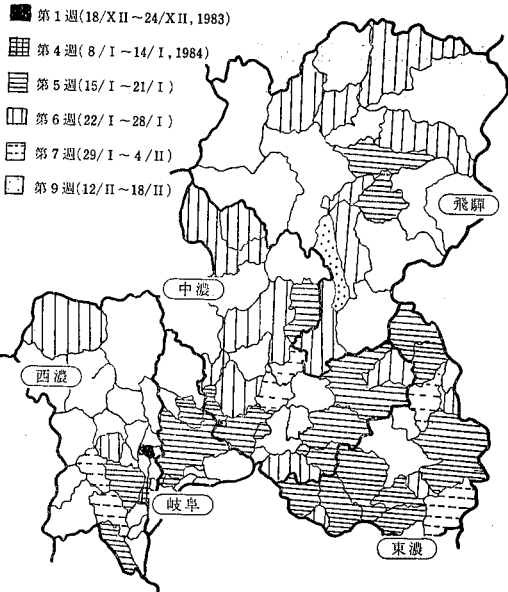 第1週(18/XII～24/XII, 1983)
第4週(8/I～14/I, 1984)
第5週(15/I～21/I)
第6週(22/I～28/I)
第7週(29/I～4/II)
第9週(12/II～18/II)
飛驒
中濃
西濃
岐阜
東濃